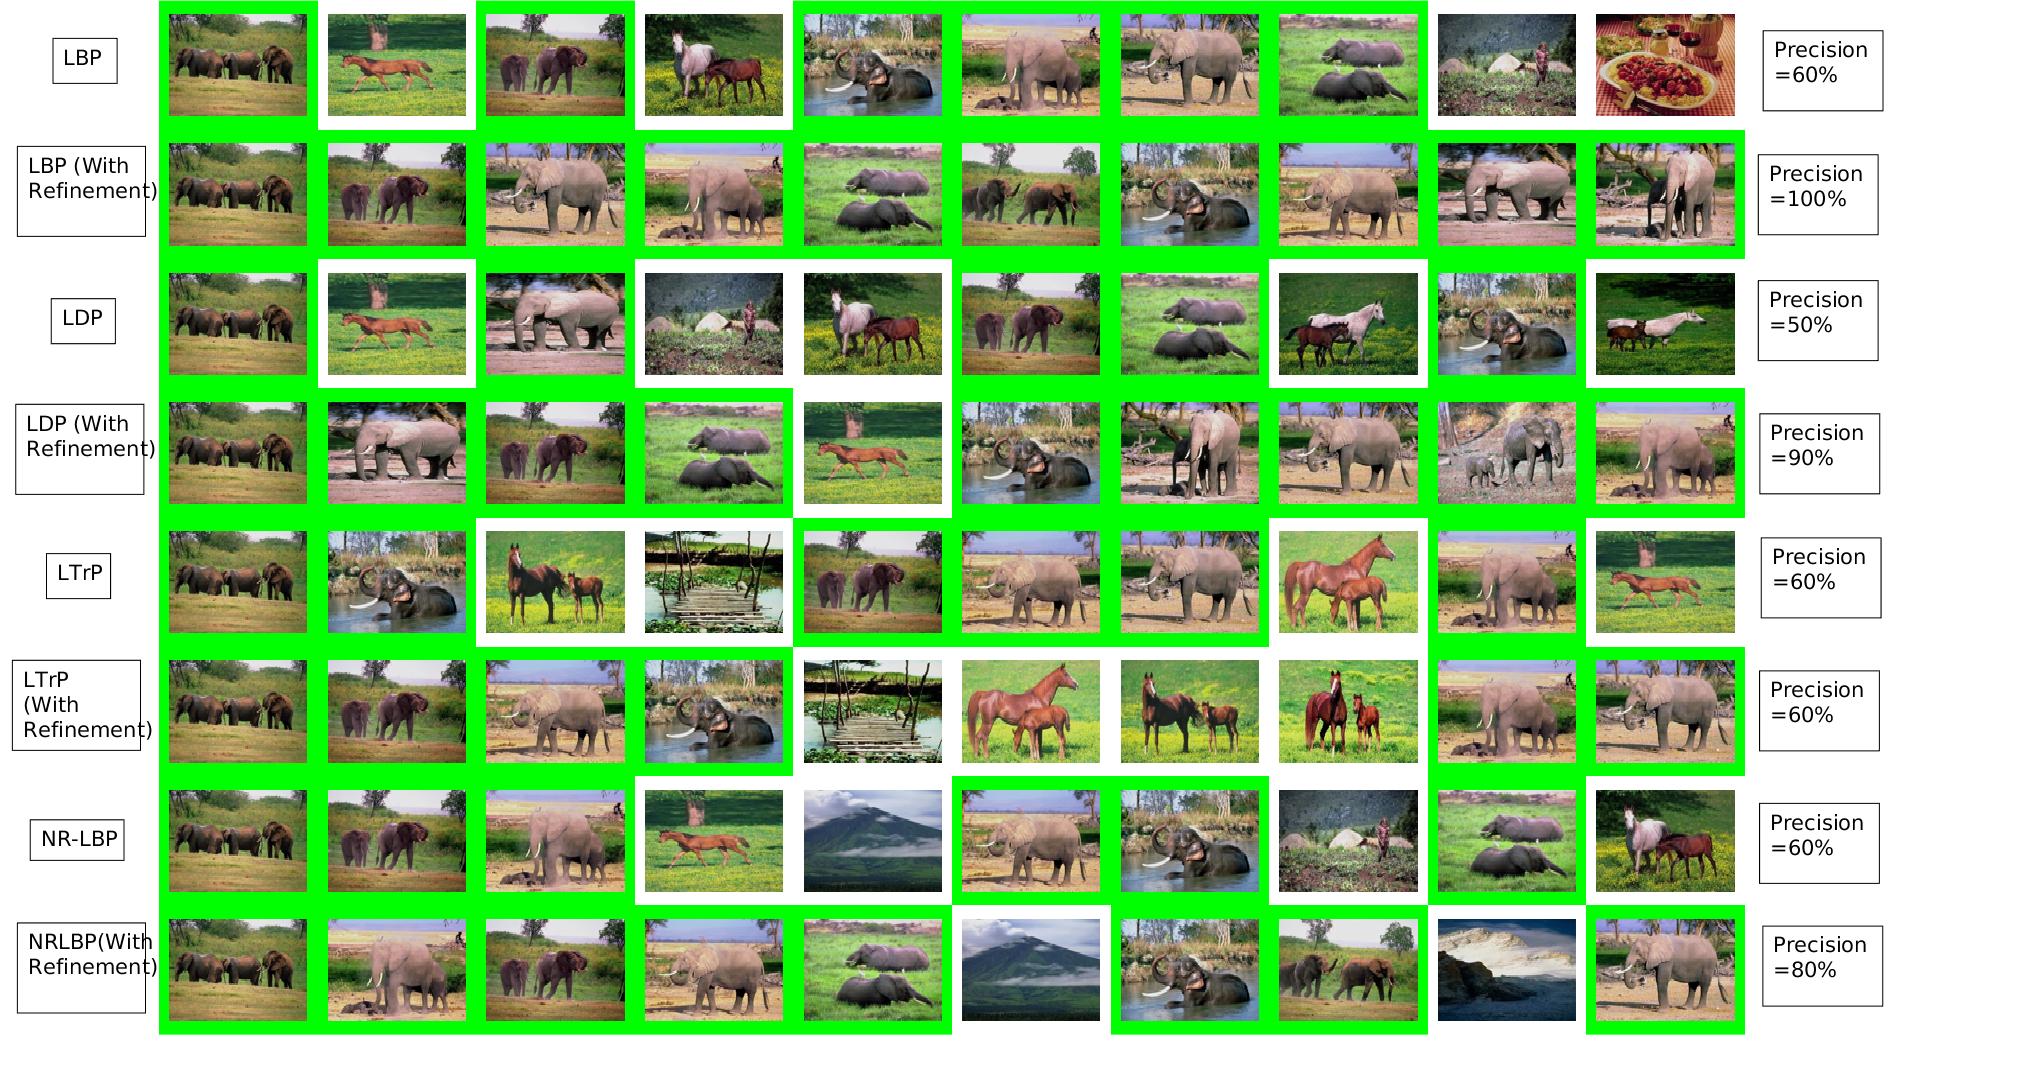 LBP
Precision
=60%
LBP (With
Refinement)
Precision
=100%
LDP
Precision
=50%
LDP (With
Refinement)
Precision
=90%
LTrP
Precision
=60%
LTrP
(With
Refinement)
Precision
=60%
NR-LBP
Precision
=60%
NRLBP(With
Refinement)
Precision
=80%